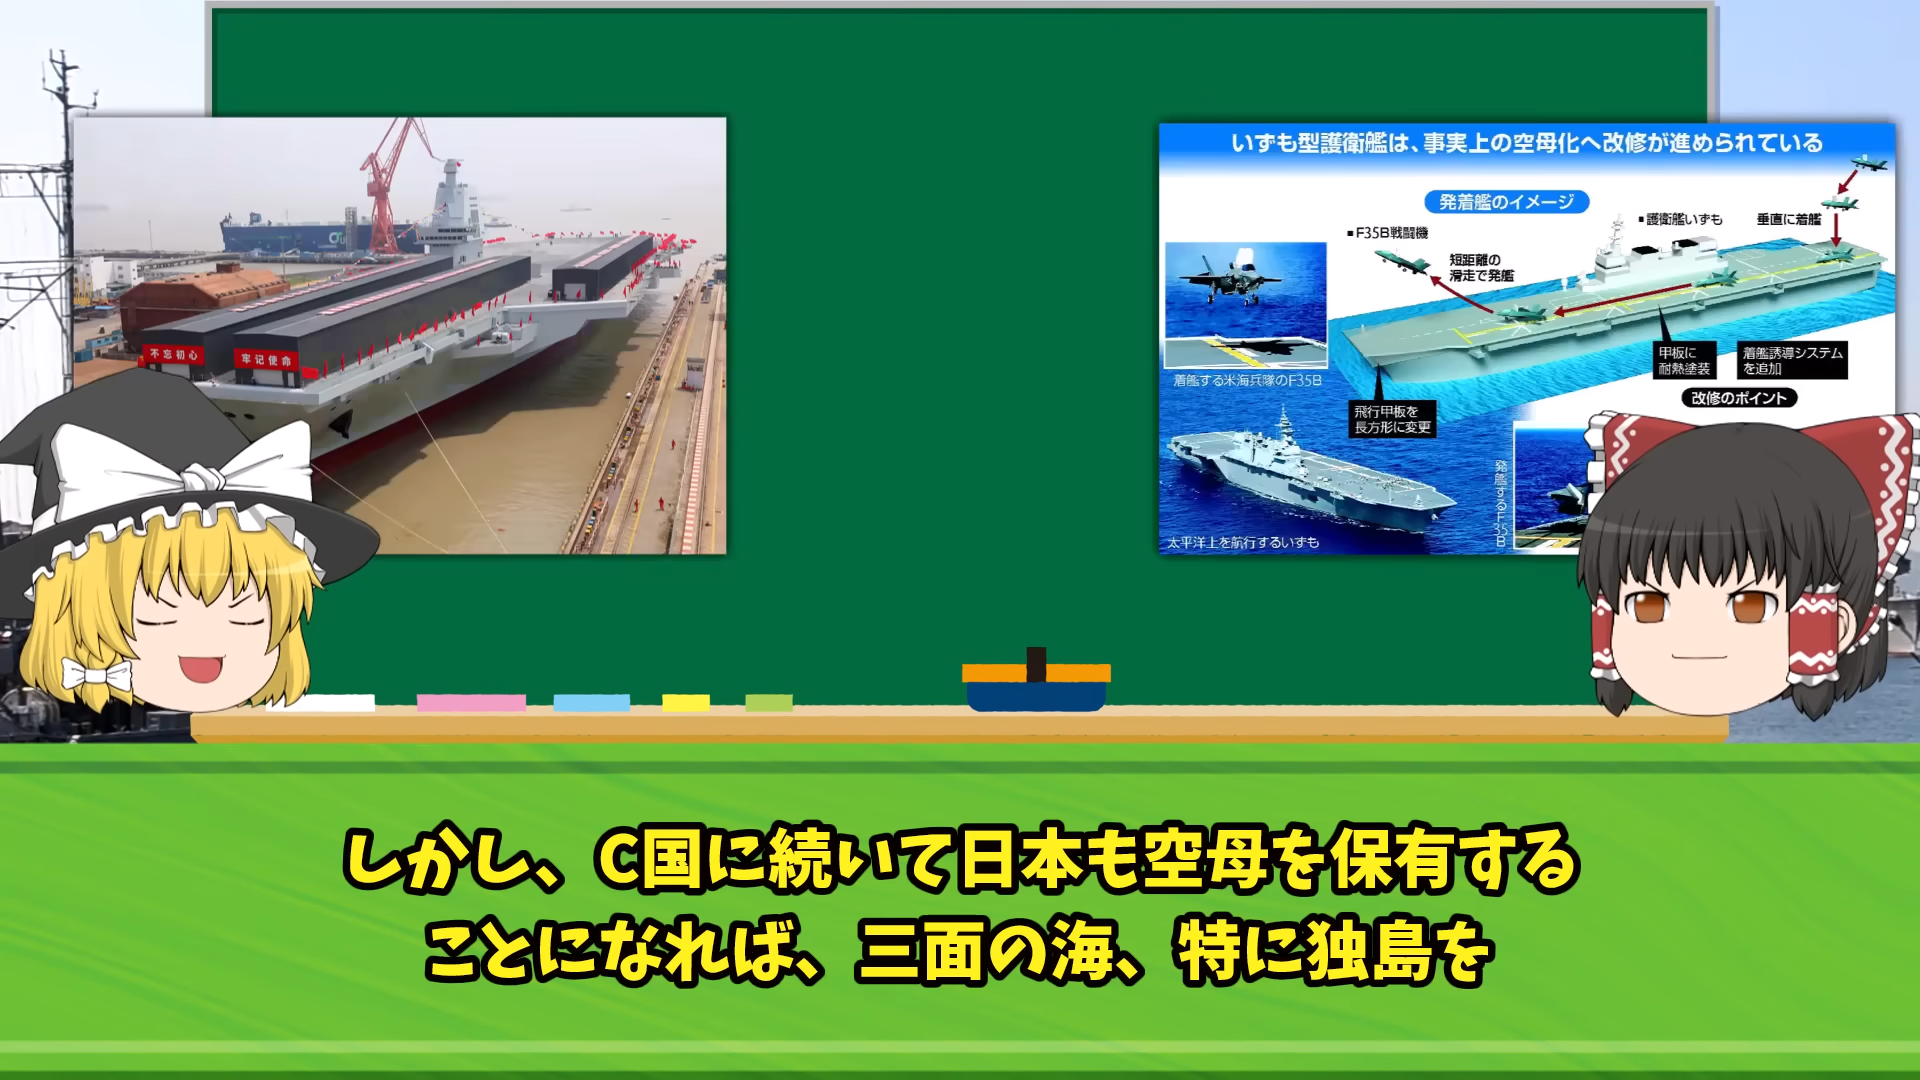 不忘初心
牢记使命
いずも型護衛艦は、事実上の空母化へ改修が進められている
発着艦のイメージ
▪F35B戦闘機
短距離の
滑走で発艦
▪護衛艦いずも
垂直に着艦
着艦する米海兵隊のF35B
甲板に
耐熱塗装
着艦誘導システム
を追加
改修のポイント
飛行甲板を
長方形に変更
太平洋上を航行するいずも
発艦するF35B
しかし、C国に続いて日本も空母を保有する
ことになれば、三面の海、特に独島を